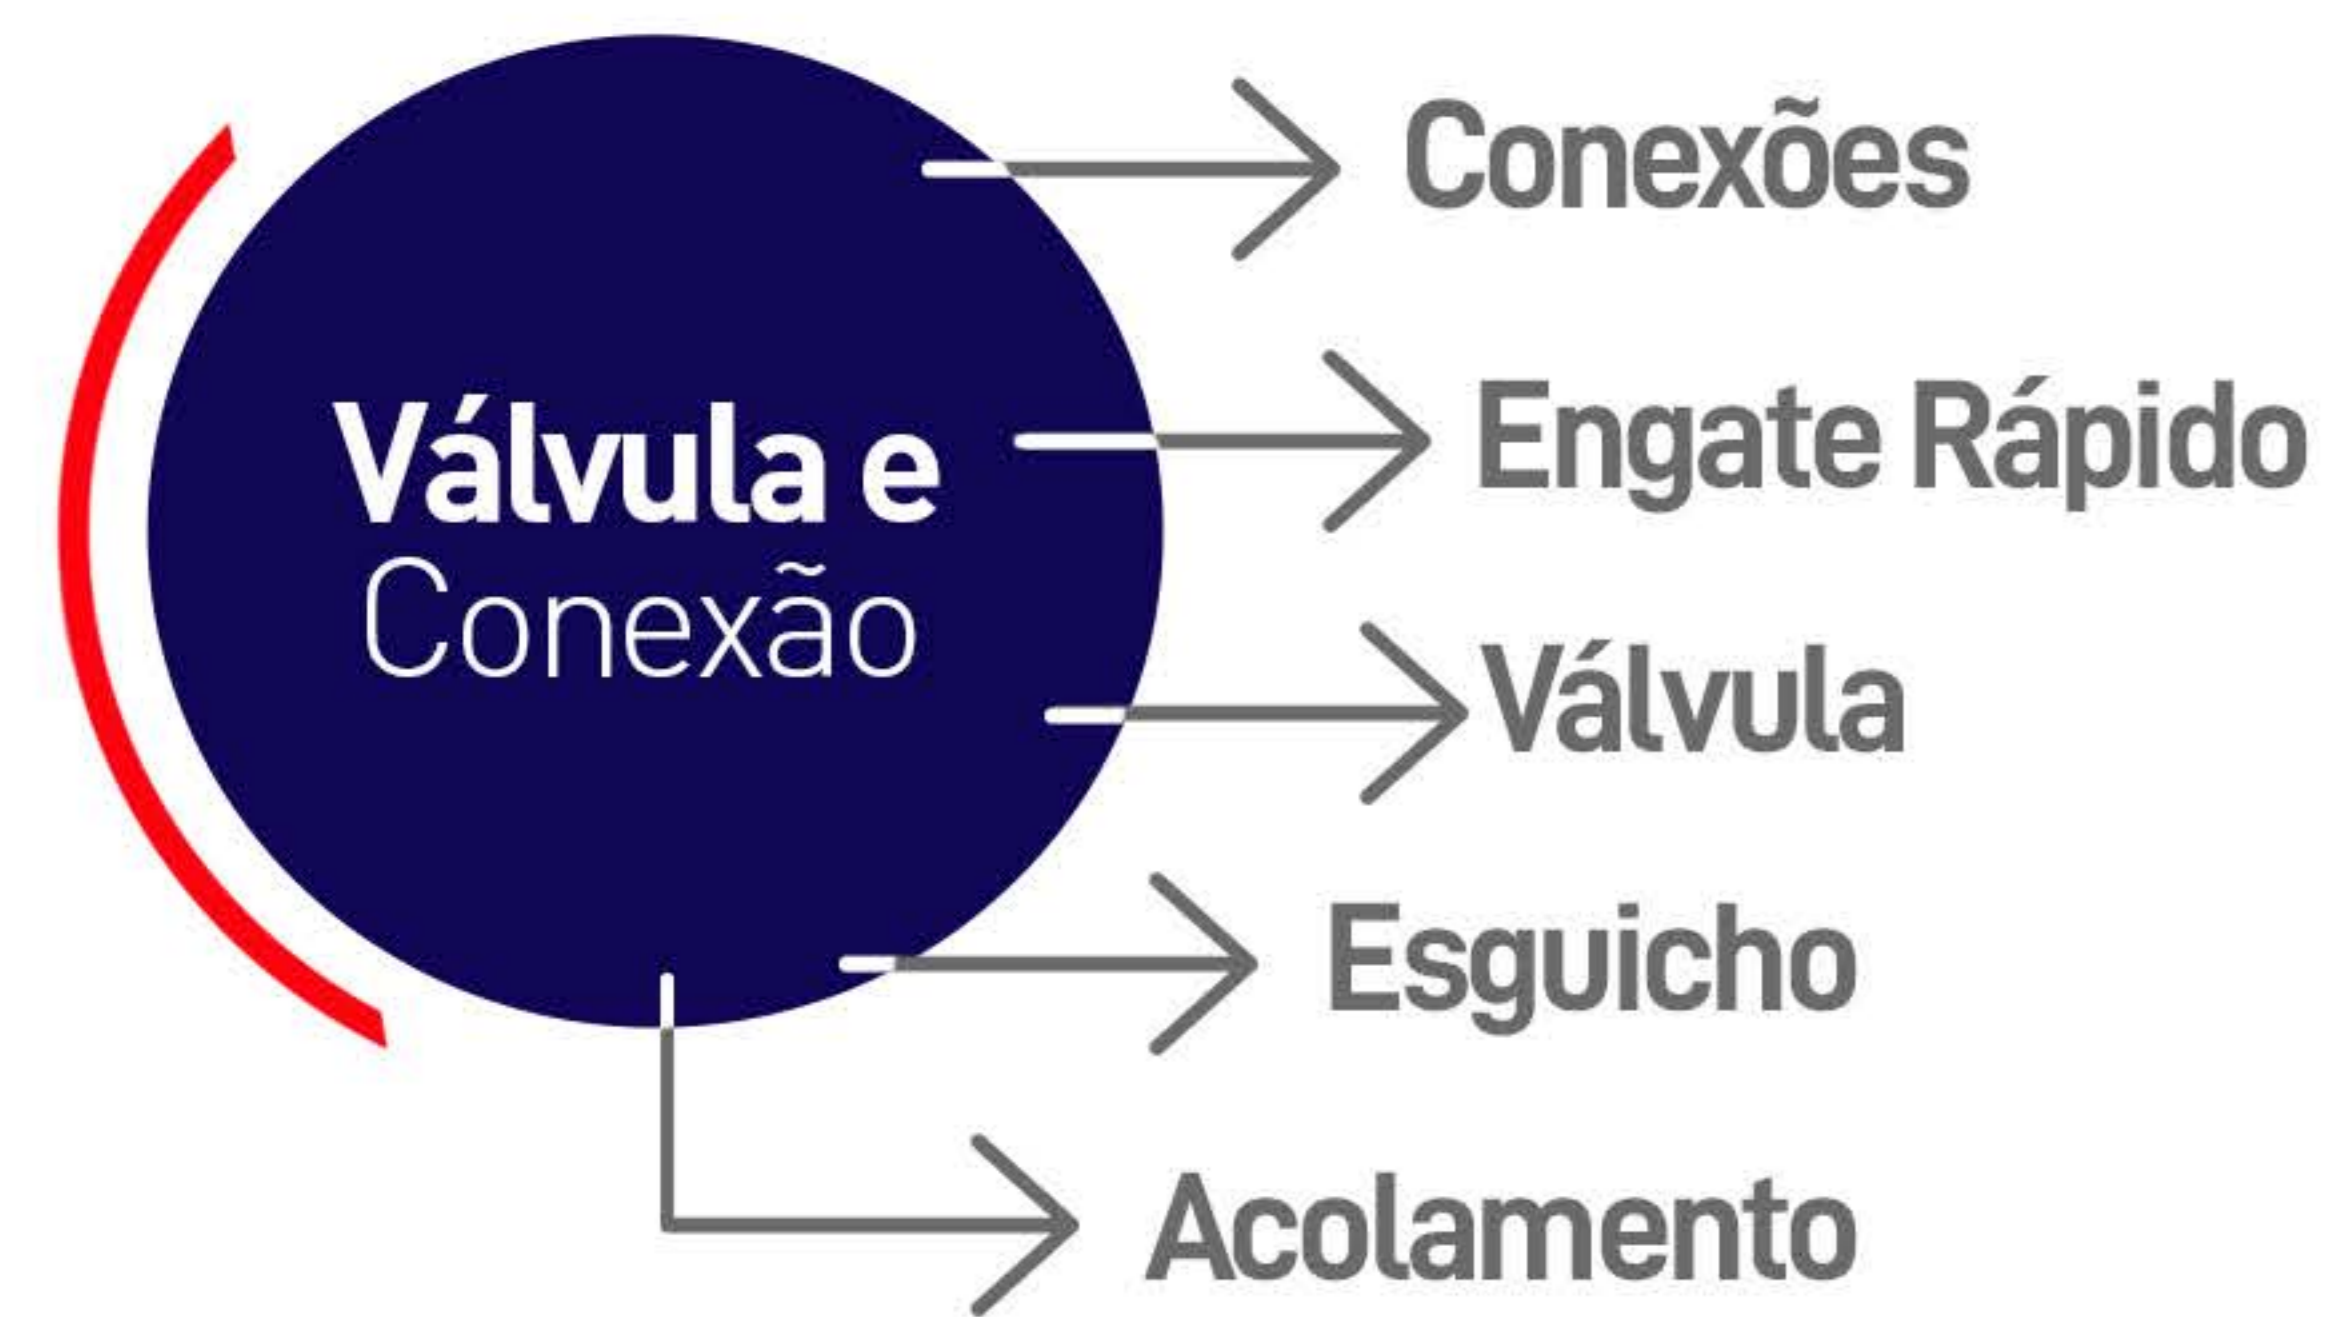 Válvula e
Conexão
Conexões
Engate Rápido
Válvula
Esguicho
Acolamento